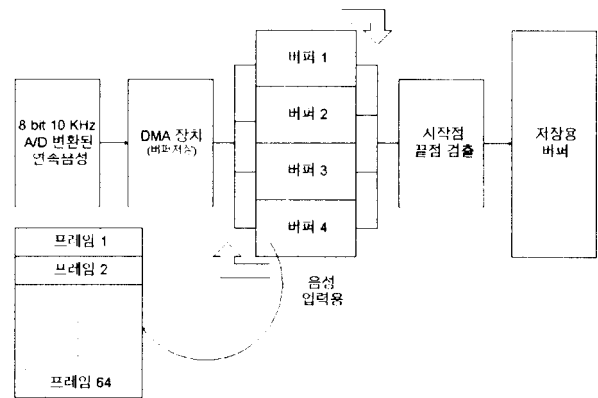 8 bit 10 KHz
A/D 변환된
연속음성
DMA 장치
(버퍼저장)
버퍼 1
버퍼 2
버퍼 3
버퍼 4
시작점
끝점 검출
저장용
버퍼
음성
입력용
프레임 1
프레임 2
프레임 64